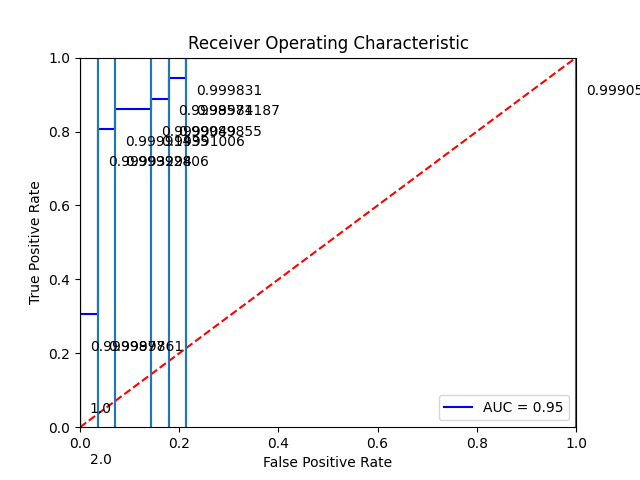 Receiver Operating Characteristic
1.0
0.999831
0.99905
0.8
0.6
0.4
0.2
0.0
True Positive Rate
1.0
AUC = 0.95
0.0 0.2 0.4 0.6 0.8 1.0
2.0
False Positive Rate